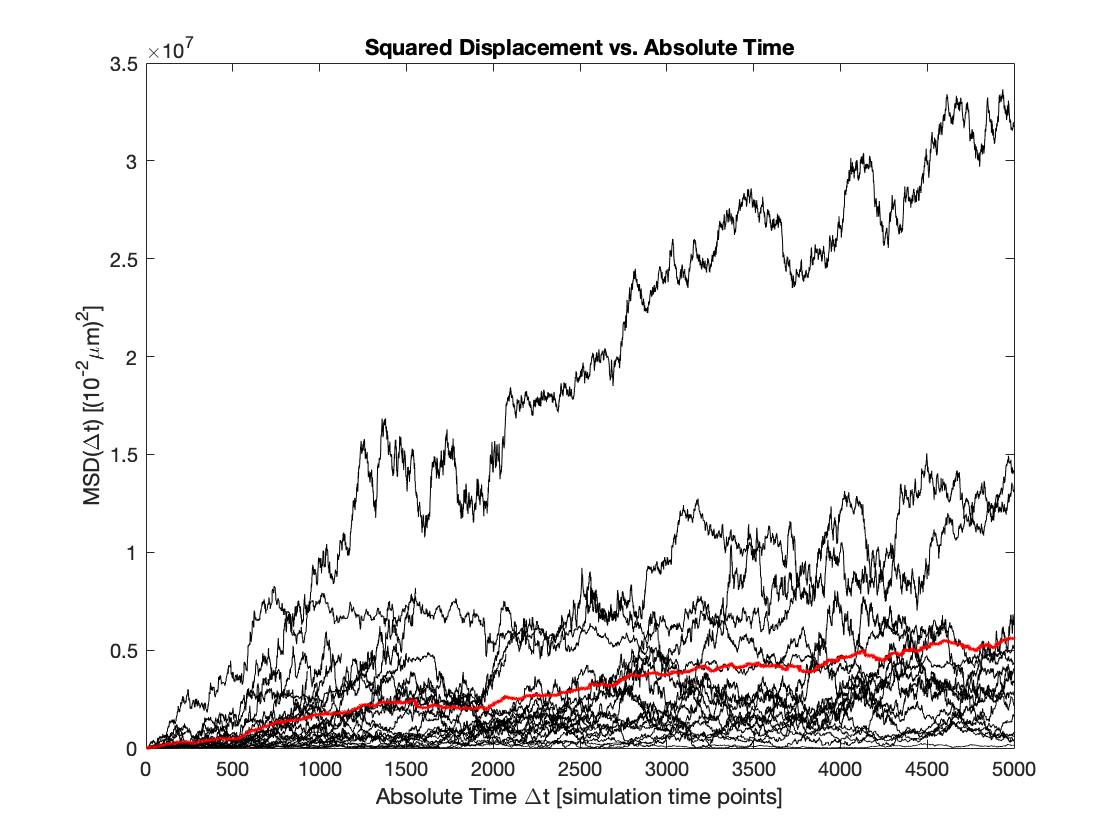 Squared Displacement vs. Absolute Time
×10^7
3.5
3
2.5
2
1.5
1
0.5
0
MSD(Δt) [(10^-2 μm)^2]
0 500 1000 1500 2000 2500 3000 3500 4000 4500 5000
Absolute Time Δt [simulation time points]